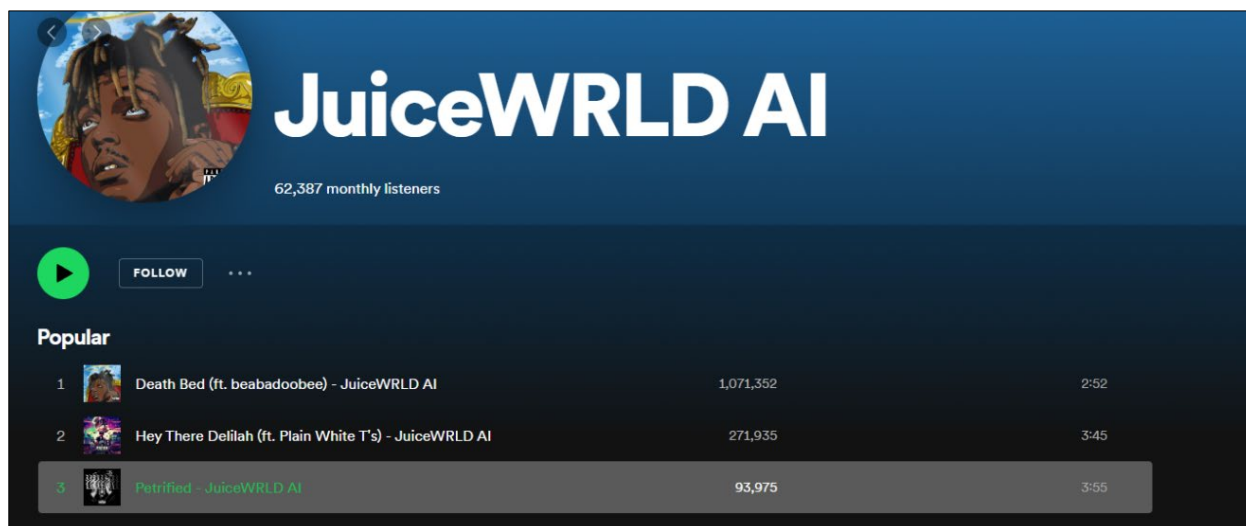 JuiceWRLD AI
62,387 monthly listeners
FOLLOW
Popular
1 Death Bed (ft. beabadoobee) - JuiceWRLD AI 1,071,352 2:52
2 Hey There Delilah (ft. Plain White T's) - JuiceWRLD AI 271,935 3:45
3 Petrified - JuiceWRLD AI 93,975 3:55